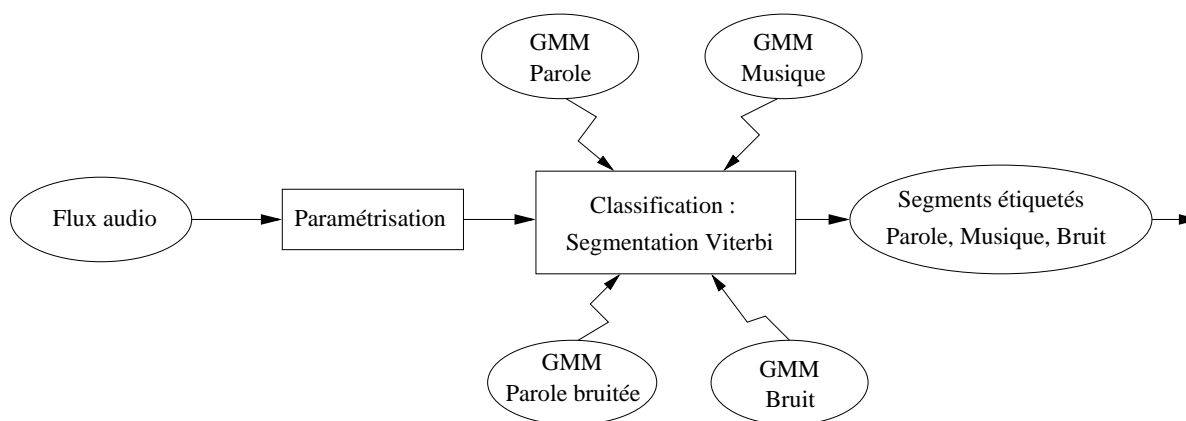 GMM
Parole
GMM
Musique
Flux audio
Paramétrisation
Classification :
Segmentation Viterbi
Segments étiquetés
Parole, Musique, Bruit
GMM
Parole bruitée
GMM
Bruit